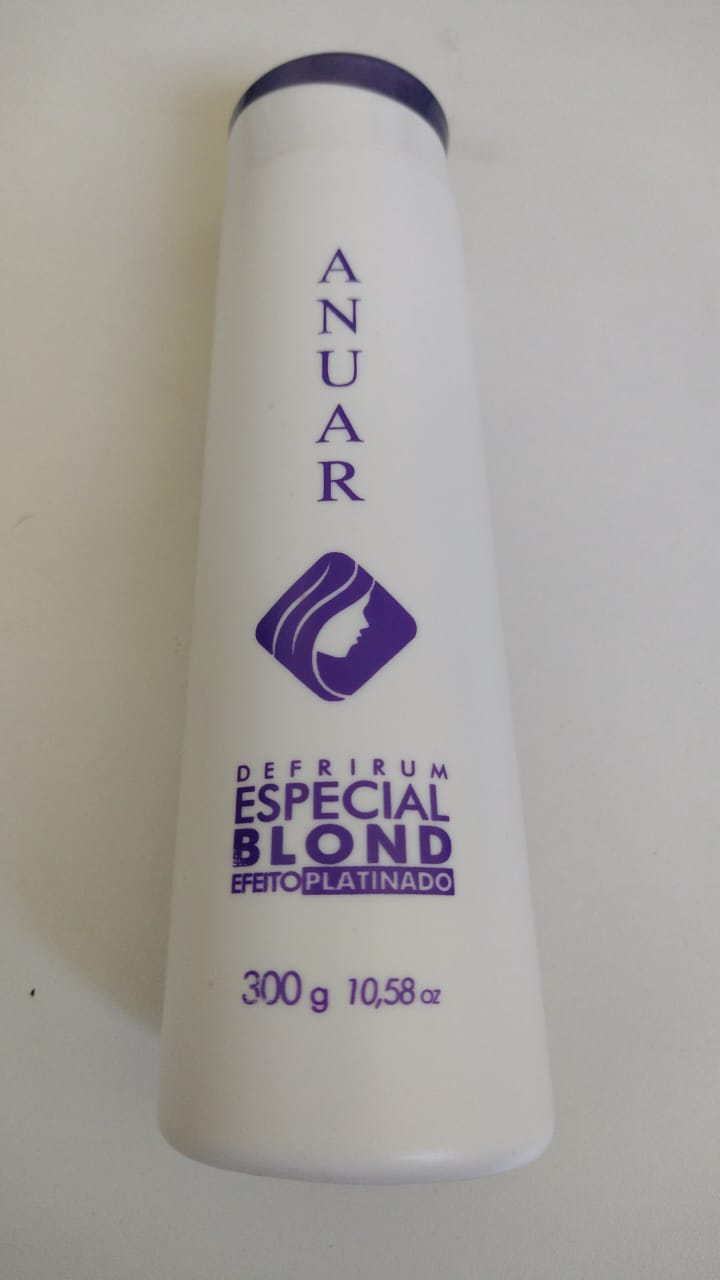 ANUAR
DEFRIRUM
ESPECIAL
BLOND
EFEITO PLATINADO
300 g 10,58 oz